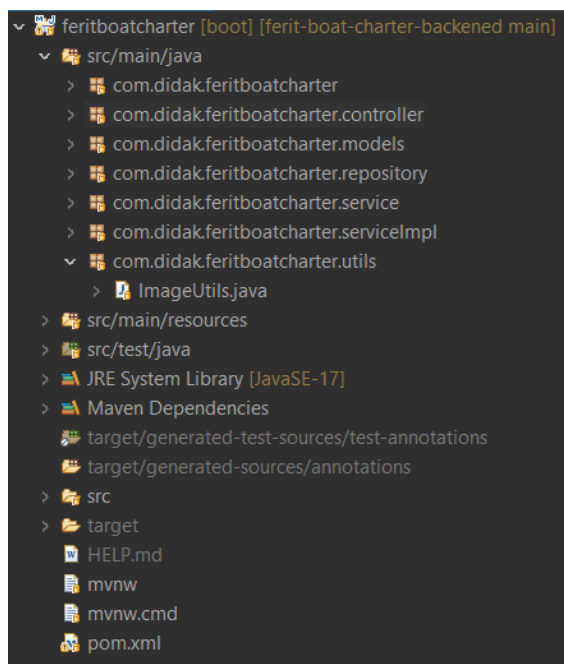 feritboatcharter [boot] [ferit-boat-charter-backened main]
src/main/java
com.didak.feritboatcharter
com.didak.feritboatcharter.controller
com.didak.feritboatcharter.models
com.didak.feritboatcharter.repository
com.didak.feritboatcharter.service
com.didak.feritboatcharter.serviceImpl
com.didak.feritboatcharter.utils
ImageUtils.java
src/main/resources
src/test/java
JRE System Library [JavaSE-17]
Maven Dependencies
target/generated-test-sources/test-annotations
target/generated-sources/annotations
src
target
HELP.md
mvnw
mvnw.cmd
pom.xml